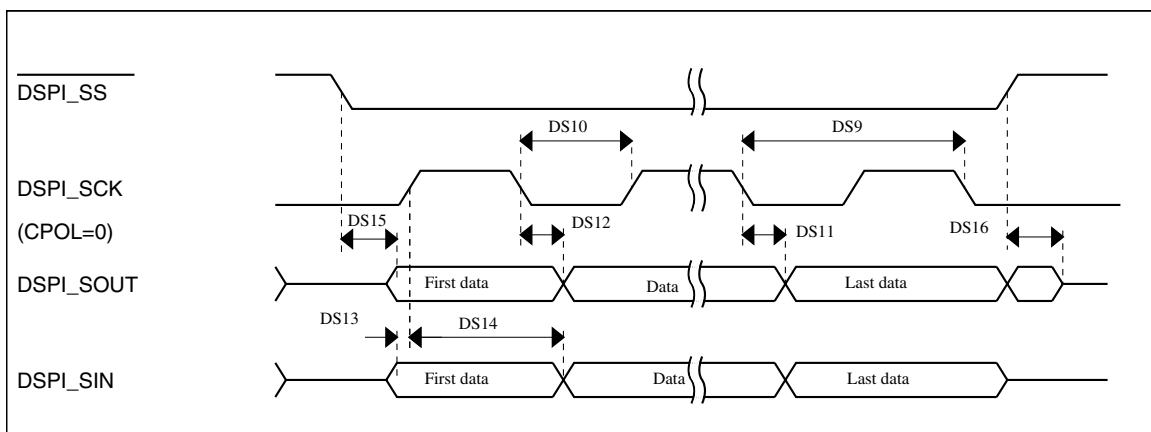 DSPI_SS
DS10
DS9
DSPI_SCK
(CPOL=0)
DS15
DS12
DS11
DS16
DSPI_SOUT
First data
Data
Last data
DS13
DS14
DSPI_SIN
First data
Data
Last data